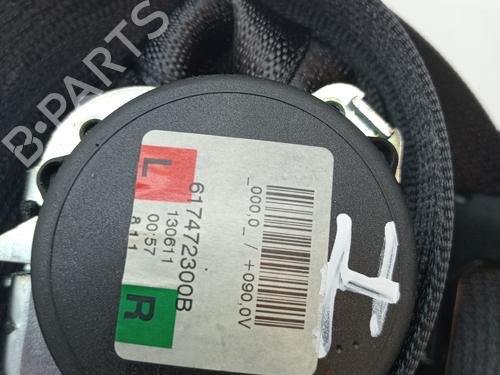 B-PARTS
L
R
617472300B
130611
00:57
811
_000,0_ / +090,0V
H